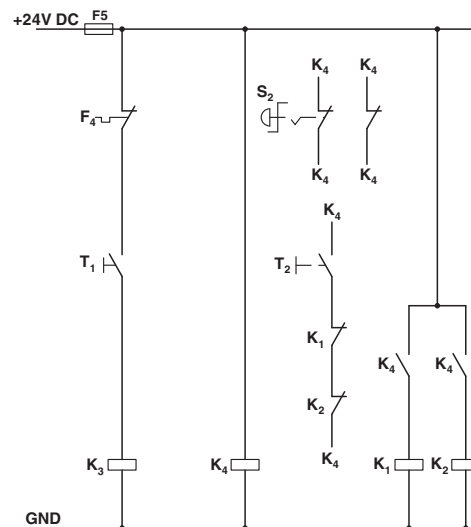 +24V DC F5
K₄ K₄
S₂
F₄
K₄ K₄
K₄
T₁ T₂
K₁
K₄ K₄
K₂
K₃ K₄ K₄ K₁ K₂
GND